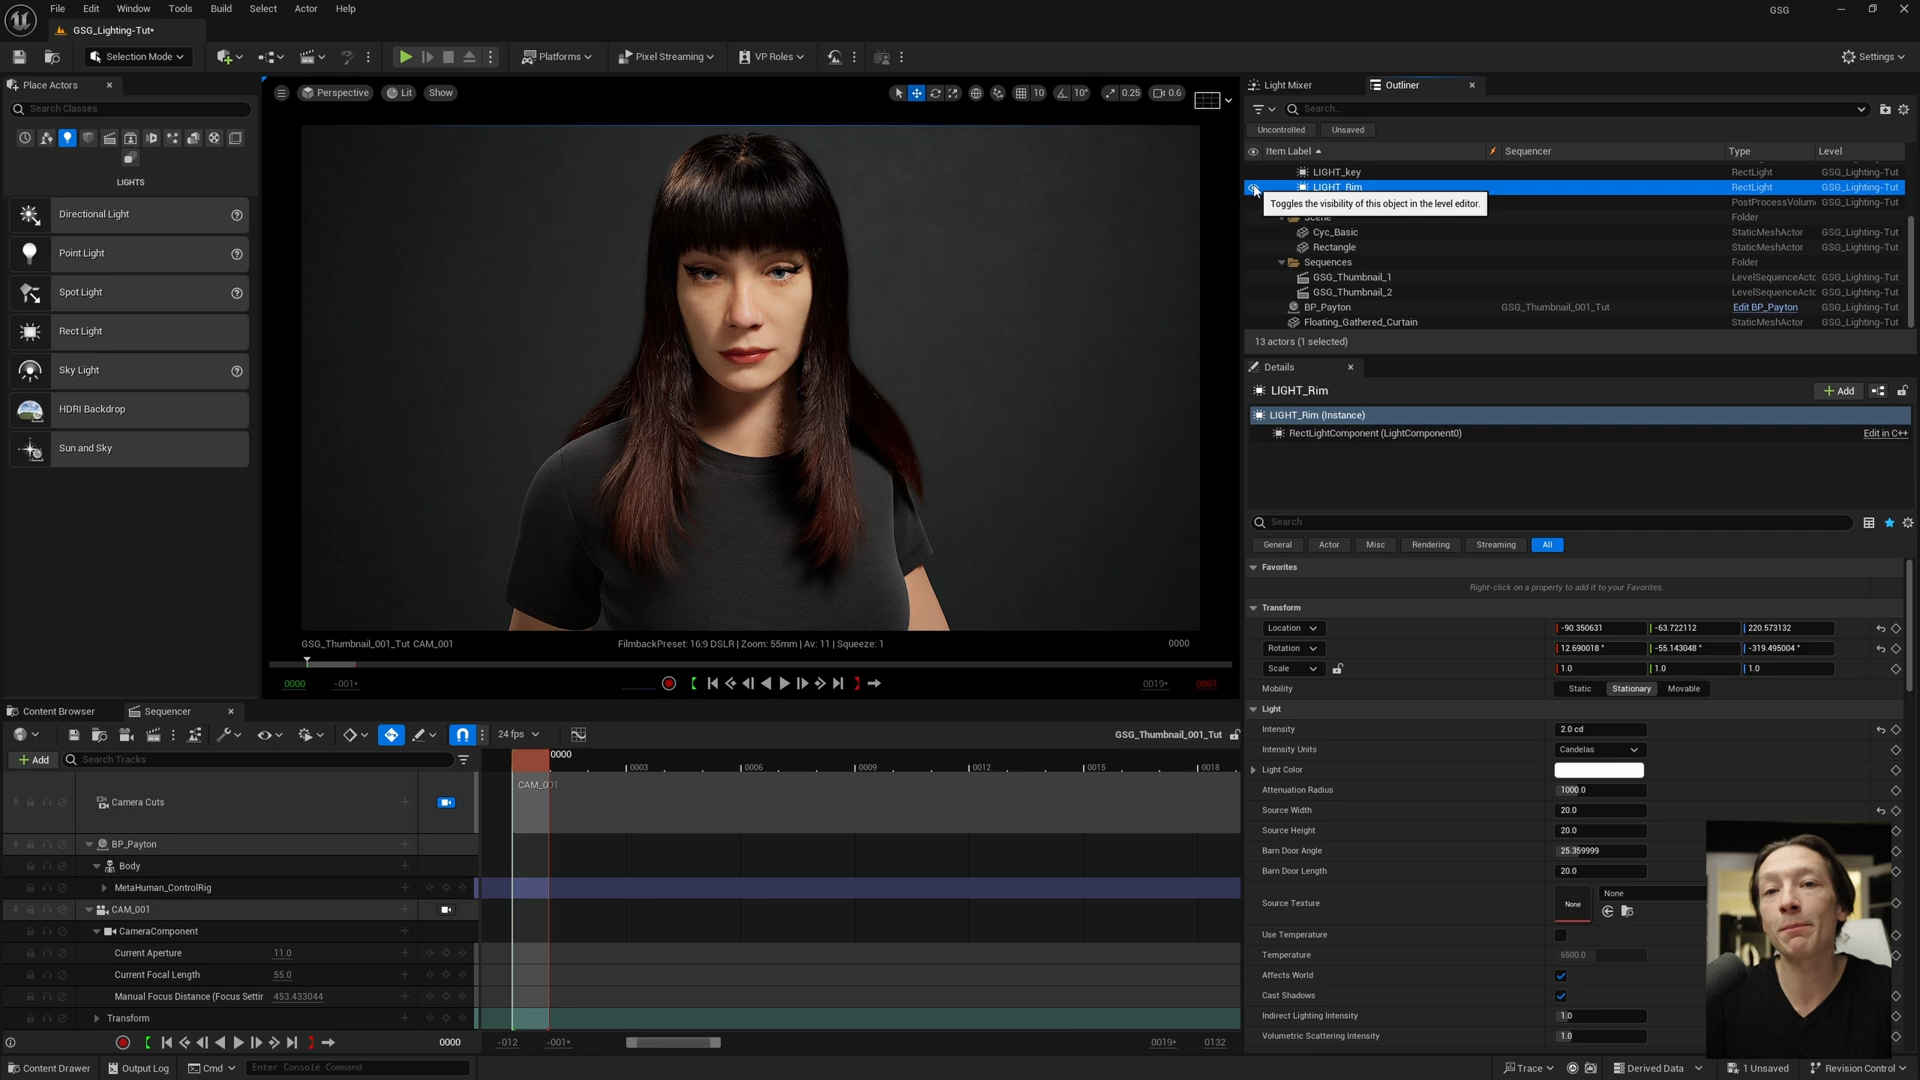 File Edit Window Tools Build Select Actor Help
GSG
GSG_Lighting-Tut•
Selection Mode
Platforms
Pixel Streaming
VP Roles
Settings
Place Actors
Search Classes
LIGHTS
Directional Light
Point Light
Spot Light
Rect Light
Sky Light
HDRI Backdrop
Sun and Sky
Perspective Lit Show
10 10° 0.25 0.6
GSG_Thumbnail_001_Tut CAM_001
FilmbackPreset: 16:9 DSLR | Zoom: 55mm | Av: 11 | Squeeze: 1
0000
0000 -001+ 0019+ 0001
Light Mixer Outliner
Search...
Uncontrolled Unsaved
Item Label Sequencer Type Level
LIGHT_key RectLight GSG_Lighting-Tut
LIGHT_Rim RectLight GSG_Lighting-Tut
Toggles the visibility of this object in the level editor.
PostProcessVolum GSG_Lighting-Tut
Scene Folder
Cyc_Basic StaticMeshActor GSG_Lighting-Tut
Rectangle StaticMeshActor GSG_Lighting-Tut
Sequences Folder
GSG_Thumbnail_1 LevelSequenceActo GSG_Lighting-Tut
GSG_Thumbnail_2 LevelSequenceActo GSG_Lighting-Tut
BP_Payton GSG_Thumbnail_001_Tut Edit BP_Payton GSG_Lighting-Tut
Floating_Gathered_Curtain StaticMeshActor GSG_Lighting-Tut
13 actors (1 selected)
Details
LIGHT_Rim
Add
LIGHT_Rim (Instance)
RectLightComponent (LightComponent0) Edit in C++
Search
General Actor Misc Rendering Streaming All
Favorites
Right-click on a property to add it to your Favorites.
Transform
Location -90.350631 -63.722112 220.573132
Rotation 12.690018 ° -55.143048 ° -319.495004 °
Scale 1.0 1.0 1.0
Mobility Static Stationary Movable
Light
Intensity 2.0 cd
Intensity Units Candelas
Light Color
Attenuation Radius 1000.0
Source Width 20.0
Source Height 20.0
Barn Door Angle 25.359999
Barn Door Length 20.0
Source Texture None None
Use Temperature
Temperature 6500.0
Affects World
Cast Shadows
Indirect Lighting Intensity 1.0
Volumetric Scattering Intensity 1.0
Content Browser Sequencer
24 fps
GSG_Thumbnail_001_Tut
Add
Search Tracks
0000
0003 0006 0009 0012 0015 0018
Camera Cuts
CAM_001
BP_Payton
Body
MetaHuman_ControlRig
CAM_001
CameraComponent
Current Aperture 11.0
Current Focal Length 55.0
Manual Focus Distance (Focus Settir 453.433044
Transform
0000 -012 -001+ 0019+ 0132
Content Drawer Output Log Cmd Enter Console Command
Trace Derived Data 1 Unsaved Revision Control